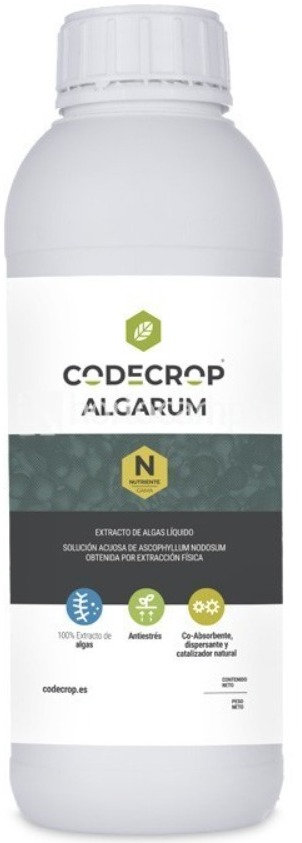 CODECROP®
ALGARUM
N
NUTRIENTE
GAMA
EXTRACTO DE ALGAS LÍQUIDO
SOLUCIÓN ACUOSA DE ASCOPHYLLUM NODOSUM
OBTENIDA POR EXTRACCIÓN FÍSICA
100% Extracto de
algas
Antiestrés
Co-Absorbente,
dispersante y
catalizador natural
codecrop.es
CONTENIDO
NETO
PESO
NETO